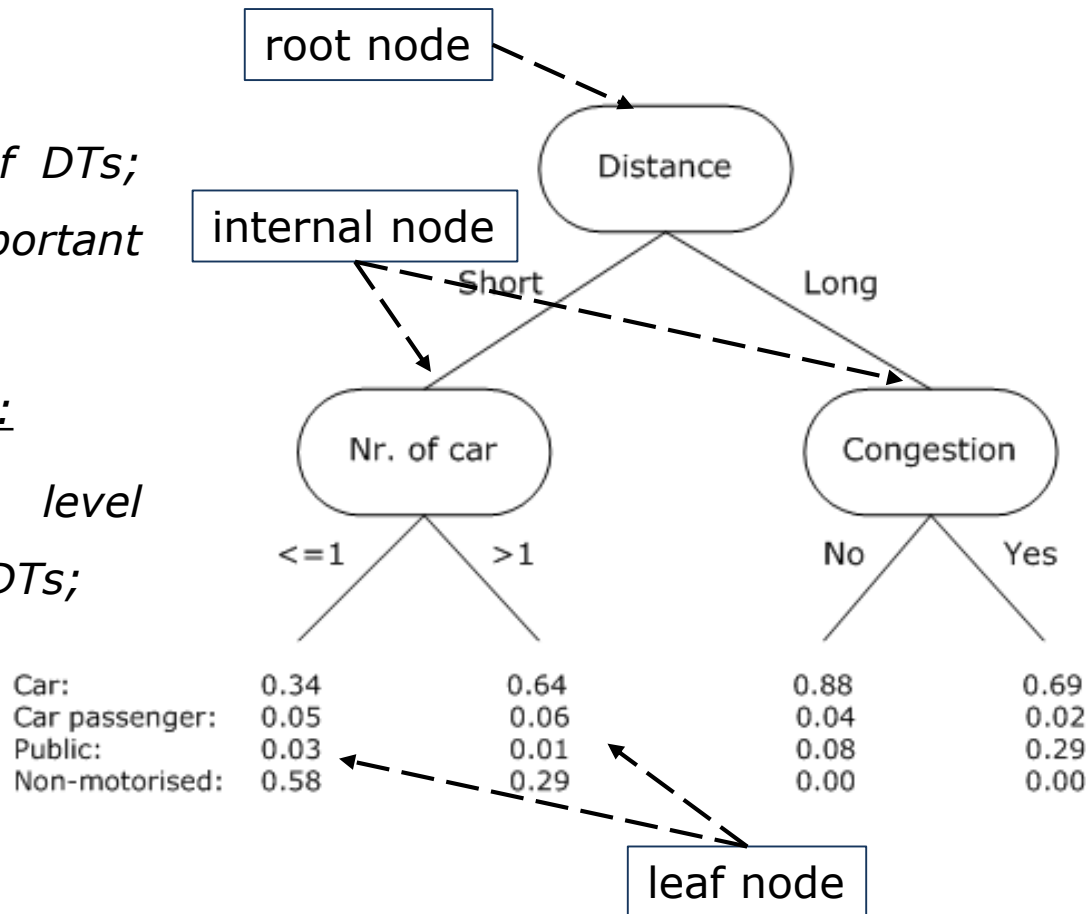 root node
Distance
f DTs;
internal node
portant
Short
Long
:
Nr. of car
Congestion
level
<=1
>1
No
Yes
DTs;
Car: 0.34 0.64 0.88 0.69
Car passenger: 0.05 0.06 0.04 0.02
Public: 0.03 0.01 0.08 0.29
Non-motorised: 0.58 0.29 0.00 0.00
leaf node